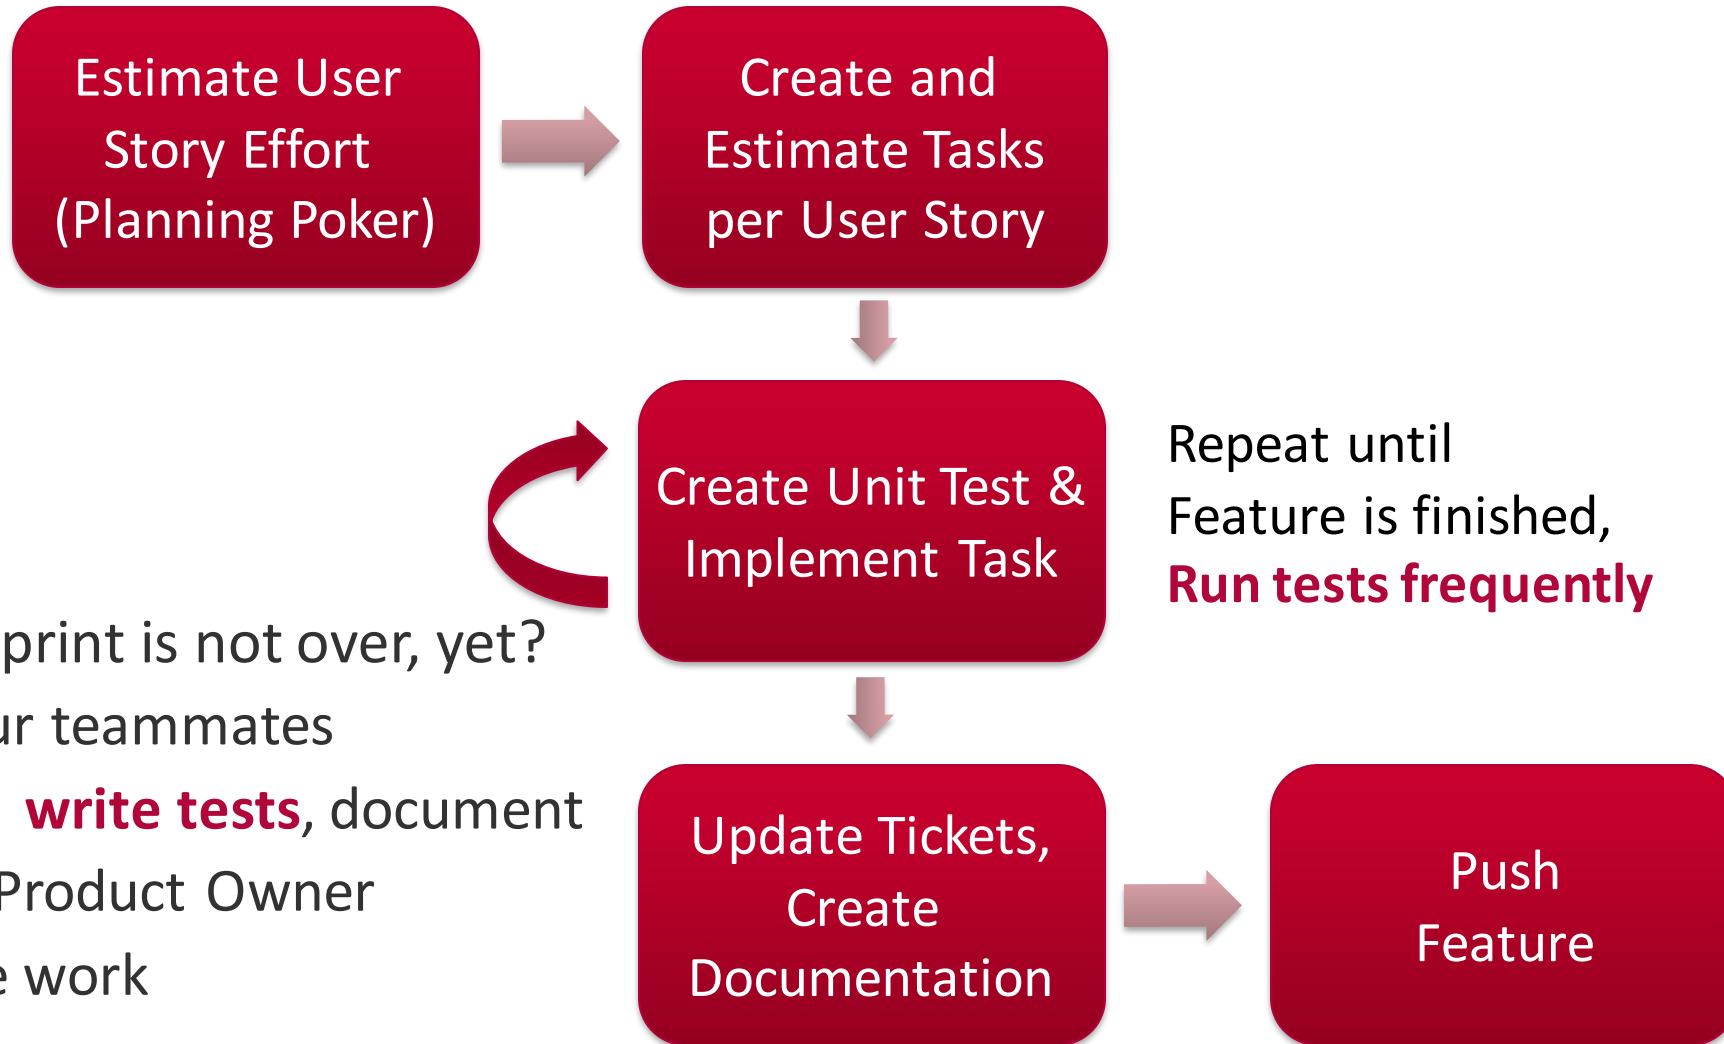 Estimate User
Story Effort
(Planning Poker)
Create and
Estimate Tasks
per User Story
Create Unit Test &
Implement Task
Repeat until
Feature is finished,
Run tests frequently
print is not over, yet?
ur teammates
write tests, document
Product Owner
e work
Update Tickets,
Create
Documentation
Push
Feature